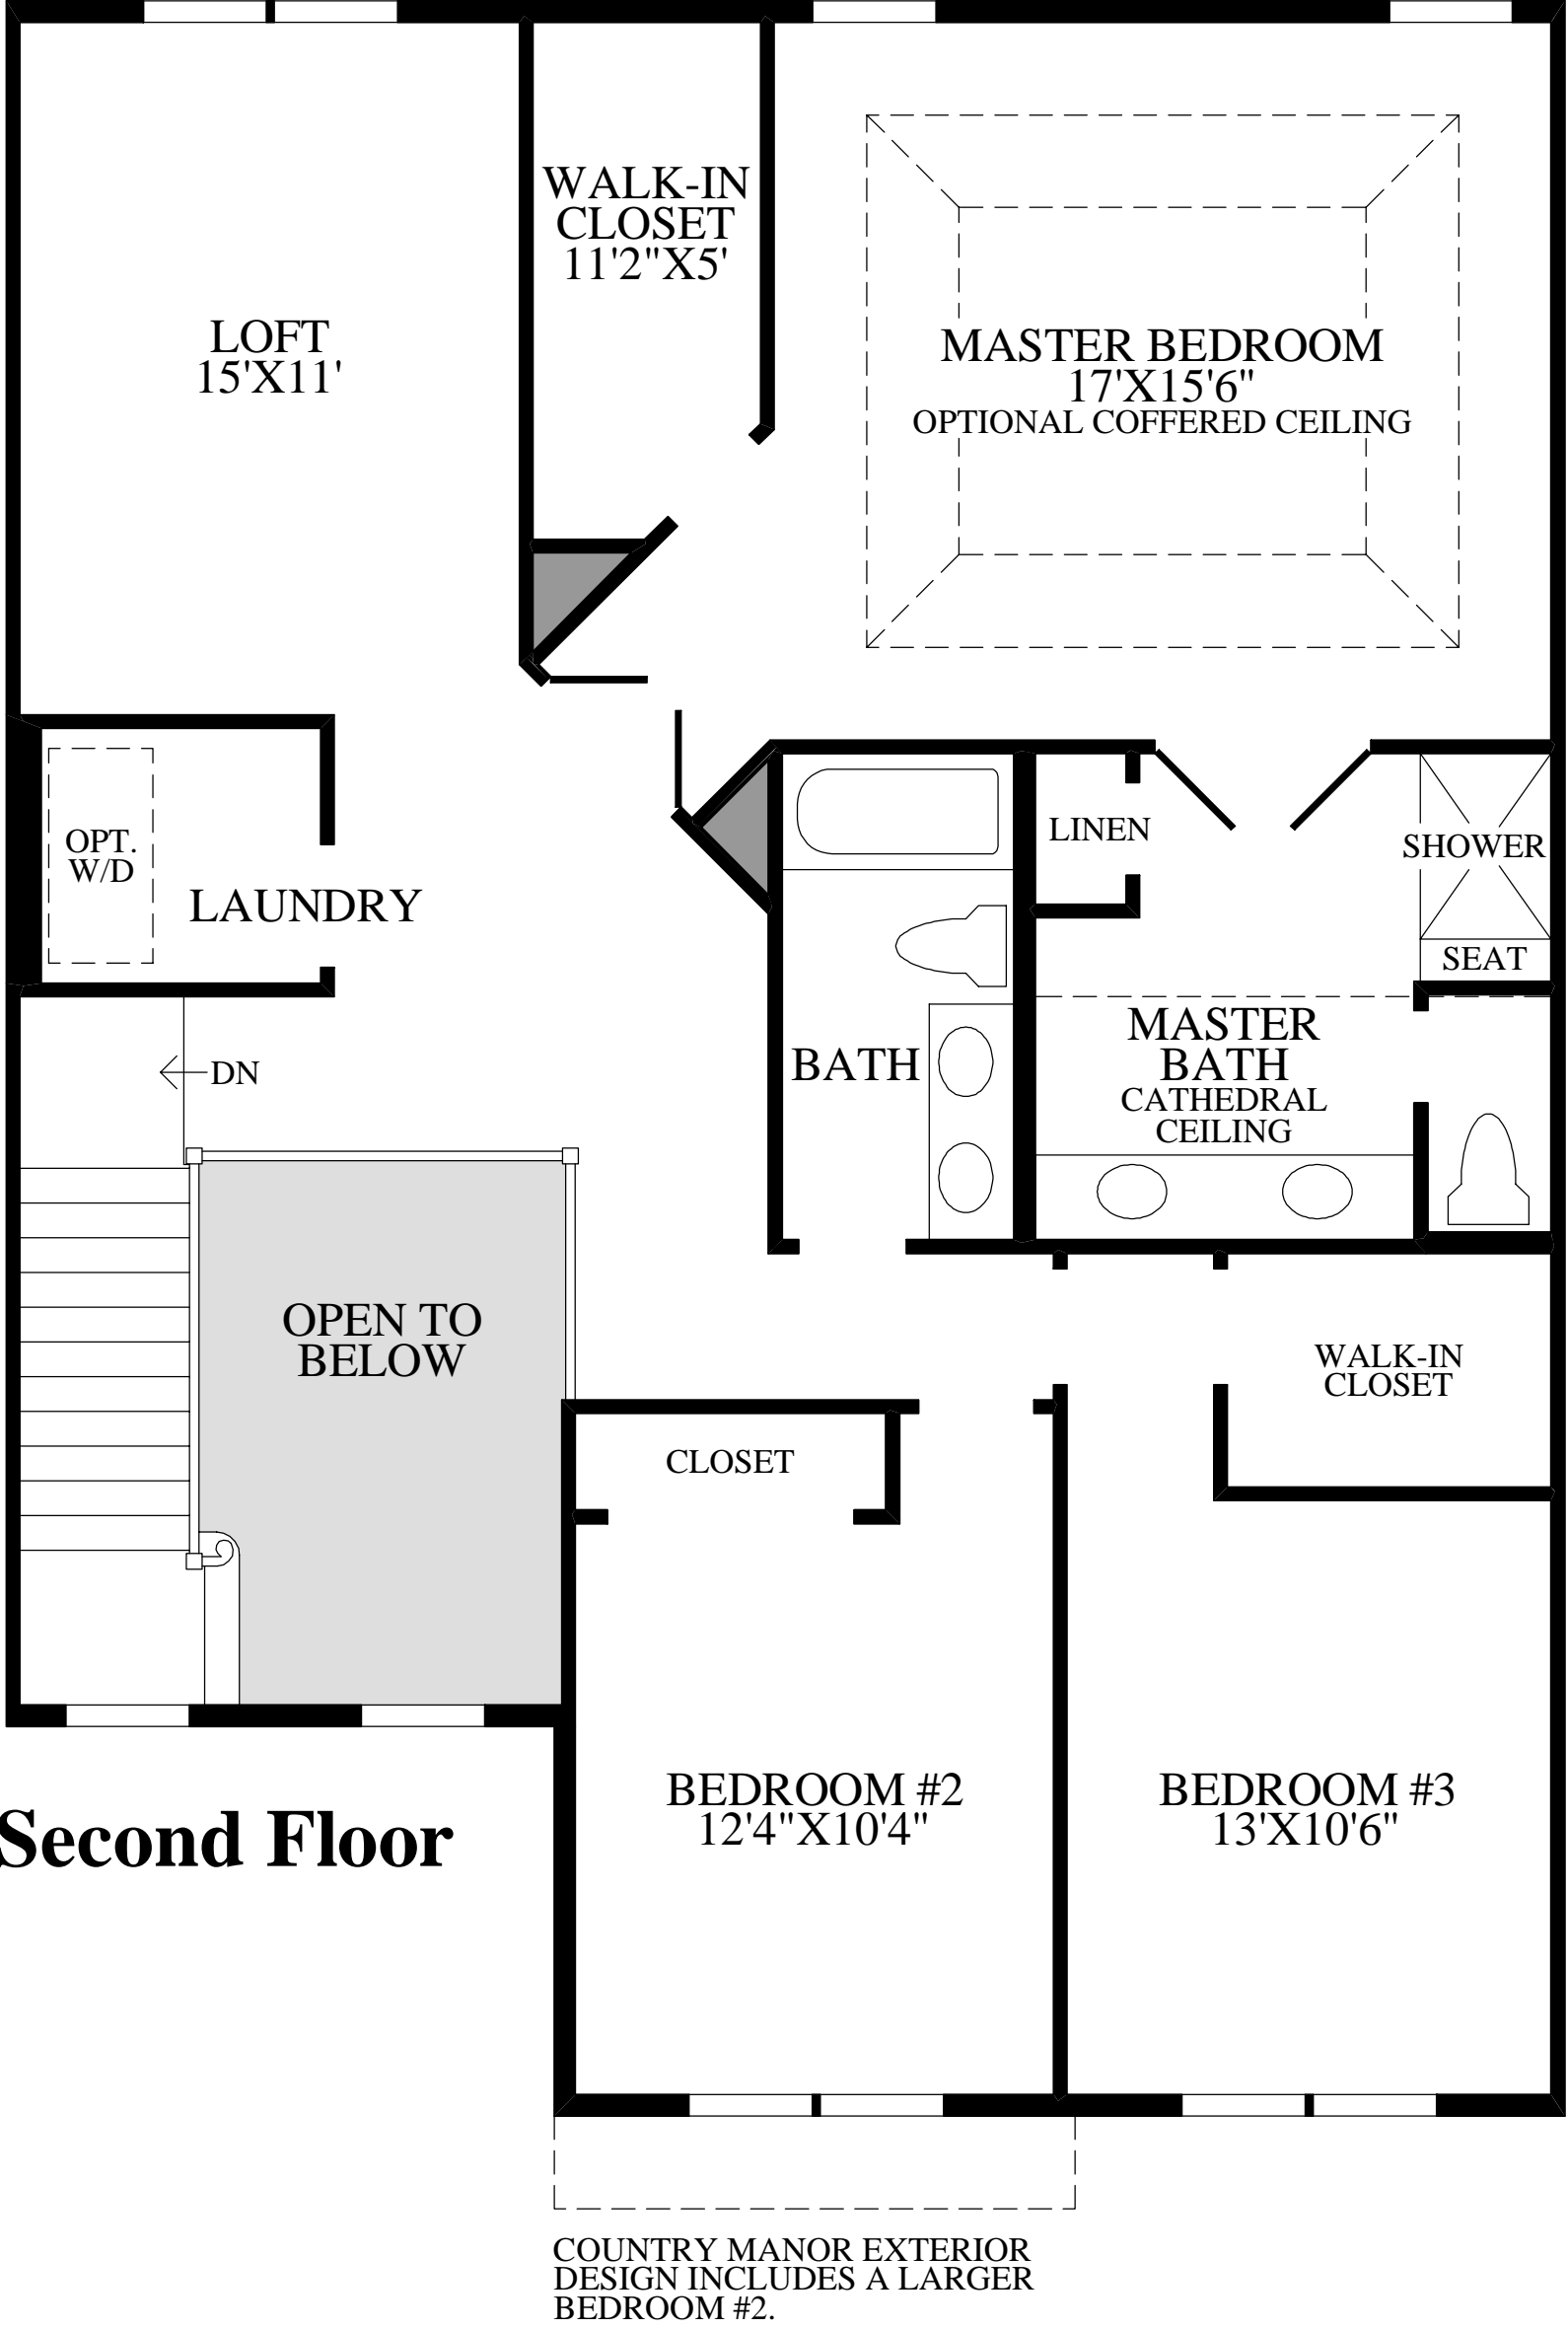 WALK-IN
CLOSET
11'2"X5'
LOFT
15'X11'
MASTER BEDROOM
17'X15'6"
OPTIONAL COFFERED CEILING
OPT.
W/D
LAUNDRY
LINEN
SHOWER
SEAT
DN
BATH
MASTER
BATH
CATHEDRAL
CEILING
OPEN TO
BELOW
WALK-IN
CLOSET
CLOSET
BEDROOM #2
12'4"X10'4"
BEDROOM #3
13'X10'6"
Second Floor
COUNTRY MANOR EXTERIOR
DESIGN INCLUDES A LARGER
BEDROOM #2.